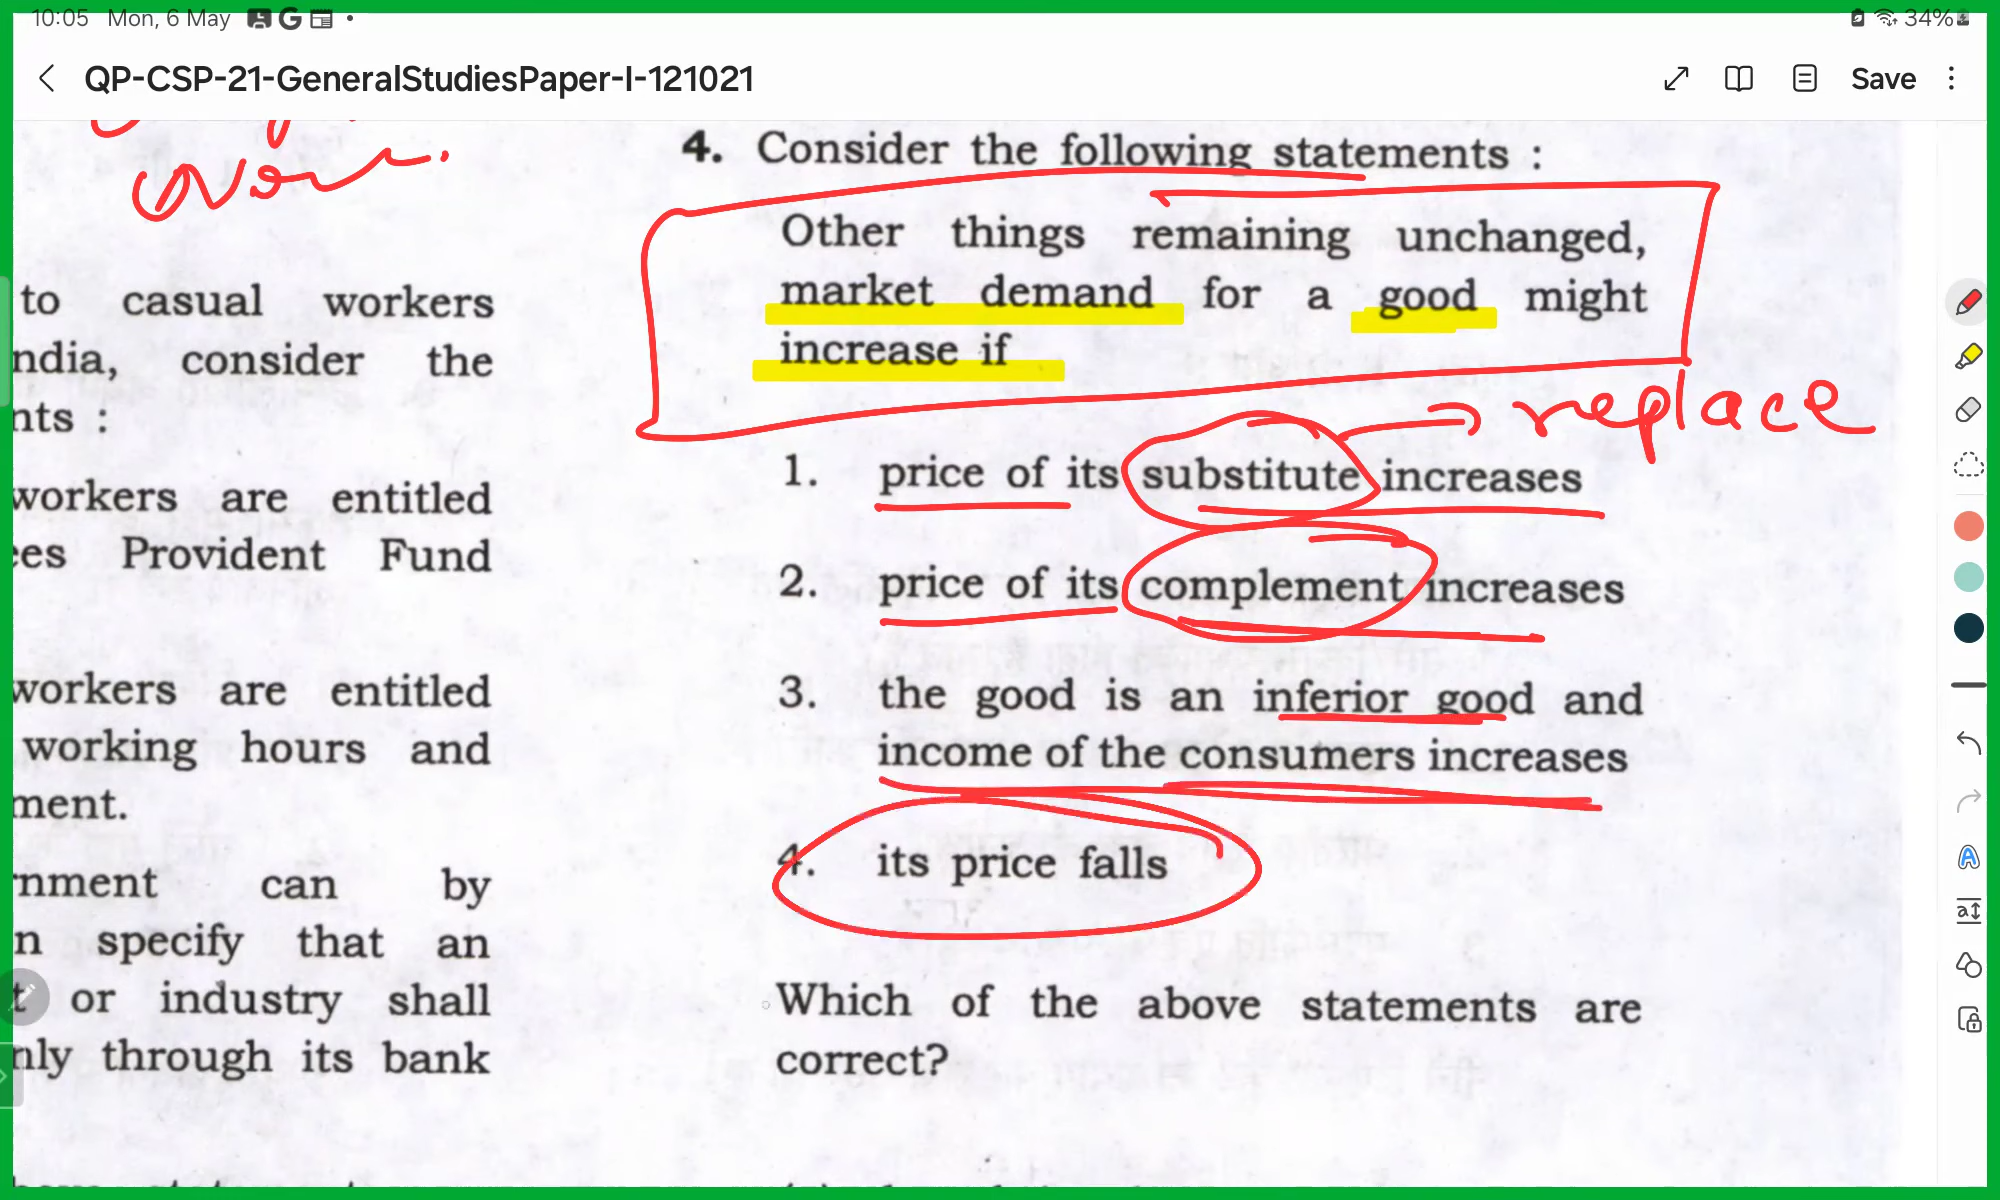 10:05 Mon, 6 May
34%
QP-CSP-21-GeneralStudiesPaper-I-121021
Save
to casual workers
ndia, consider the
nts :
workers are entitled
ees Provident Fund
workers are entitled
working hours and
ment.
rnment can by
n specify that an
t or industry shall
nly through its bank
4. Consider the following statements :
Other things remaining unchanged,
market demand for a good might
increase if
replace
1. price of its substitute increases
2. price of its complement increases
3. the good is an inferior good and
income of the consumers increases
4. its price falls
Which of the above statements are
correct?